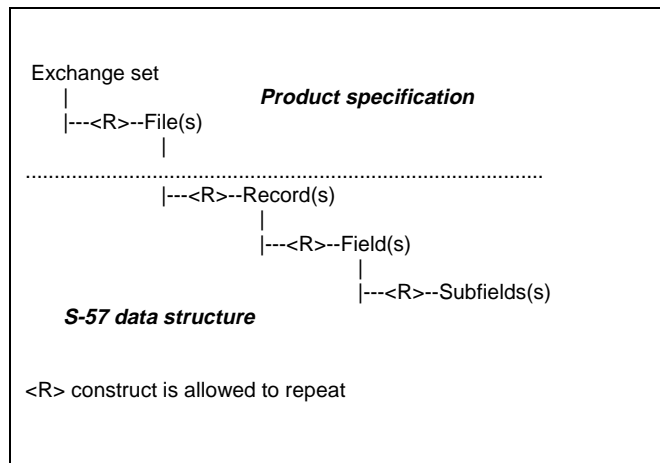 Exchange set
|
Product specification
|---<R>--File(s)
|
.........................................................................................
|---<R>--Record(s)
|
|---<R>--Field(s)
|
|---<R>--Subfields(s)
S-57 data structure
<R> construct is allowed to repeat